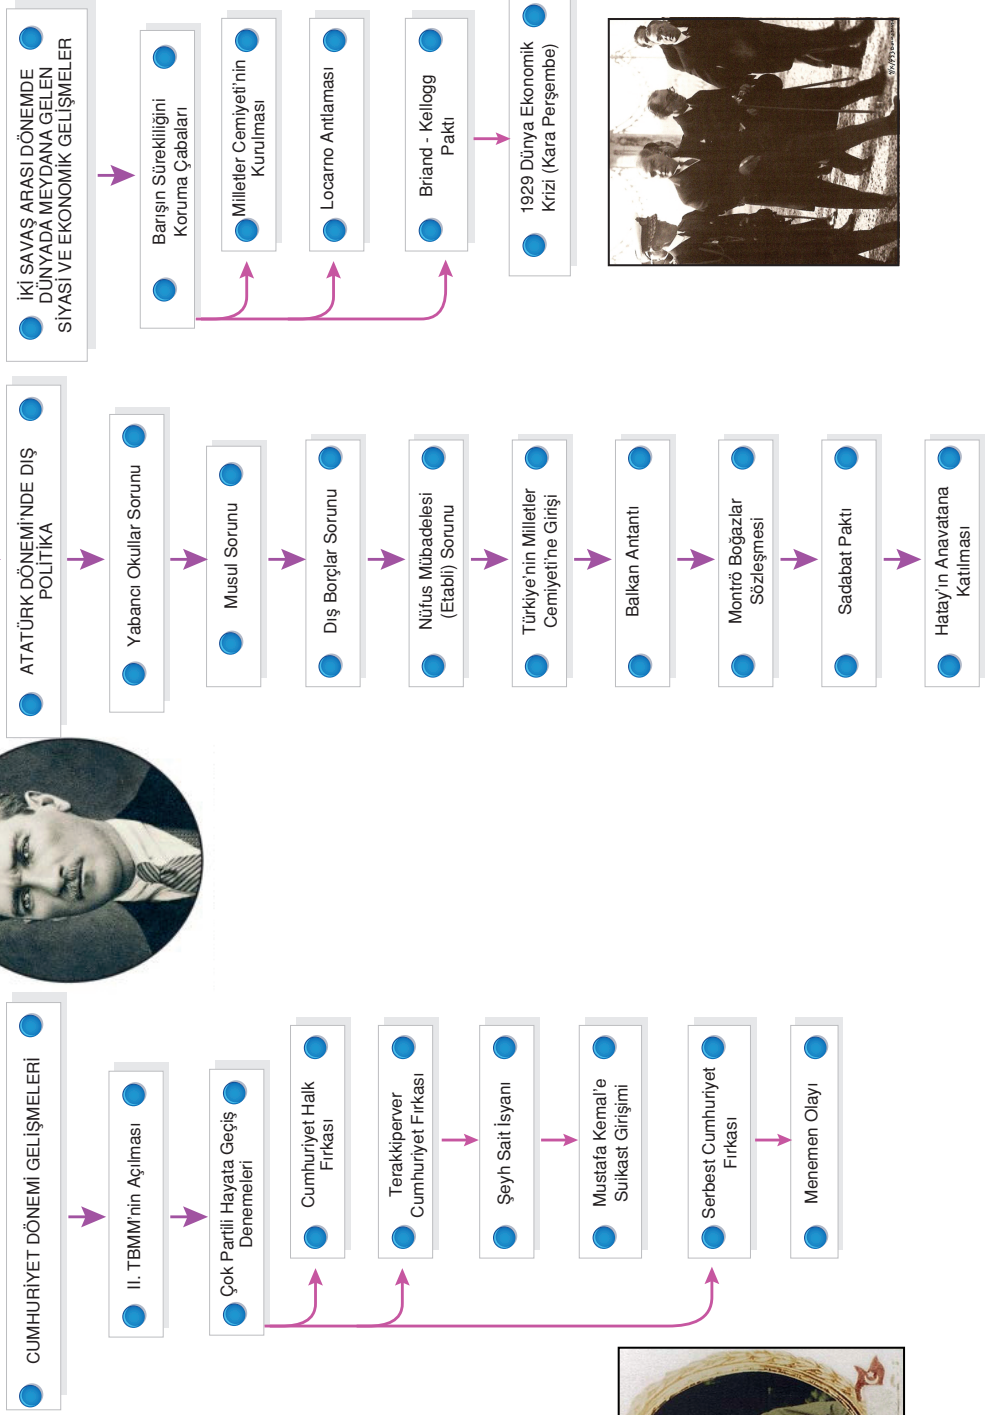 CUMHURİYET DÖNEMİ GELİŞMELERİ
II. TBMM'nin Açılması
Çok Partili Hayata Geçiş
Denemeleri
Cumhuriyet Halk
Fırkası
Terakkiperver
Cumhuriyet Fırkası
Şeyh Sait İsyanı
Mustafa Kemal'e
Suikast Girişimi
Serbest Cumhuriyet
Fırkası
Menemen Olayı
ATATÜRK DÖNEMİ'NDE DIŞ
POLİTİKA
Yabancı Okullar Sorunu
Musul Sorunu
Dış Borçlar Sorunu
Nüfus Mübadelesi
(Etabli) Sorunu
Türkiye'nin Milletler
Cemiyeti'ne Girişi
Balkan Antantı
Montrö Boğazlar
Sözleşmesi
Sadabat Paktı
Hatay'ın Anavatana
Katılması
İKİ SAVAŞ ARASI DÖNEMDE
DÜNYADA MEYDANA GELEN
SİYASİ VE EKONOMİK GELİŞMELER
Barışın Sürekliliğini
Koruma Çabaları
Milletler Cemiyeti'nin
Kurulması
Locarno Antlaması
Briand - Kellogg
Paktı
1929 Dünya Ekonomik
Krizi (Kara Perşembe)